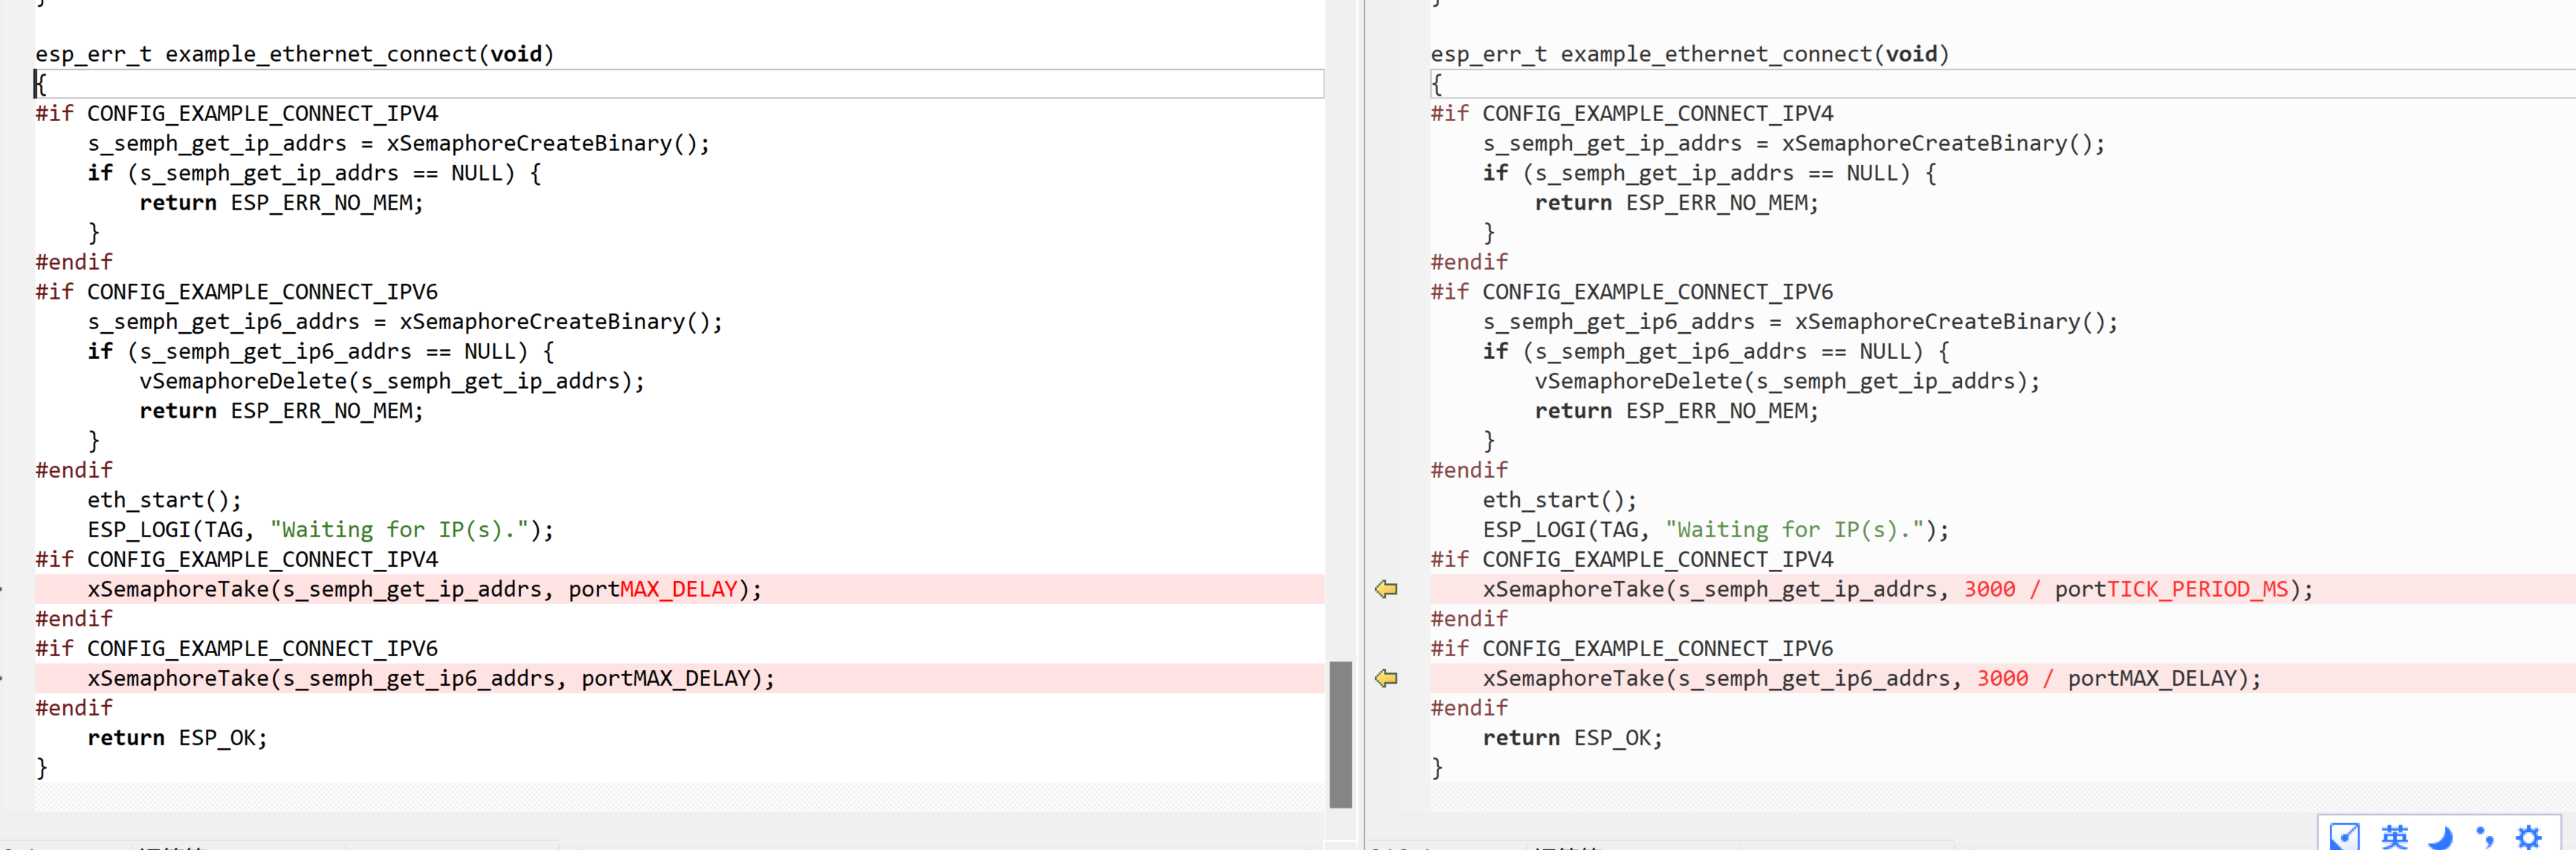 esp_err_t example_ethernet_connect(void)
{
#if CONFIG_EXAMPLE_CONNECT_IPV4
    s_semph_get_ip_addrs = xSemaphoreCreateBinary();
    if (s_semph_get_ip_addrs == NULL) {
        return ESP_ERR_NO_MEM;
    }
#endif
#if CONFIG_EXAMPLE_CONNECT_IPV6
    s_semph_get_ip6_addrs = xSemaphoreCreateBinary();
    if (s_semph_get_ip6_addrs == NULL) {
        vSemaphoreDelete(s_semph_get_ip_addrs);
        return ESP_ERR_NO_MEM;
    }
#endif
    eth_start();
    ESP_LOGI(TAG, "Waiting for IP(s).");
#if CONFIG_EXAMPLE_CONNECT_IPV4
    xSemaphoreTake(s_semph_get_ip_addrs, portMAX_DELAY);
#endif
#if CONFIG_EXAMPLE_CONNECT_IPV6
    xSemaphoreTake(s_semph_get_ip6_addrs, portMAX_DELAY);
#endif
    return ESP_OK;
}
esp_err_t example_ethernet_connect(void)
{
#if CONFIG_EXAMPLE_CONNECT_IPV4
    s_semph_get_ip_addrs = xSemaphoreCreateBinary();
    if (s_semph_get_ip_addrs == NULL) {
        return ESP_ERR_NO_MEM;
    }
#endif
#if CONFIG_EXAMPLE_CONNECT_IPV6
    s_semph_get_ip6_addrs = xSemaphoreCreateBinary();
    if (s_semph_get_ip6_addrs == NULL) {
        vSemaphoreDelete(s_semph_get_ip_addrs);
        return ESP_ERR_NO_MEM;
    }
#endif
    eth_start();
    ESP_LOGI(TAG, "Waiting for IP(s).");
#if CONFIG_EXAMPLE_CONNECT_IPV4
    xSemaphoreTake(s_semph_get_ip_addrs, 3000 / portTICK_PERIOD_MS);
#endif
#if CONFIG_EXAMPLE_CONNECT_IPV6
    xSemaphoreTake(s_semph_get_ip6_addrs, 3000 / portMAX_DELAY);
#endif
    return ESP_OK;
}
英